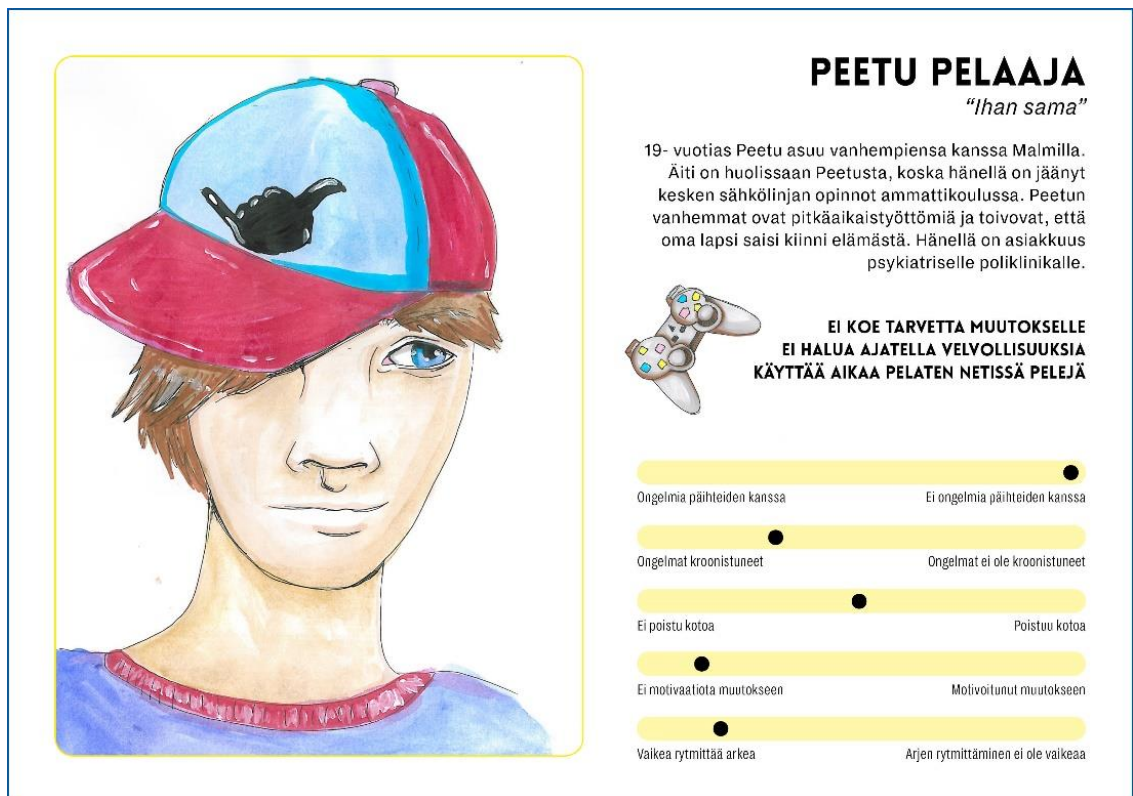 PEETU PELAAJA
“Ihan sama”
19- vuotias Peetu asuu vanhempiensa kanssa Malmilla.
Äiti on huolissaan Peetusta, koska hänellä on jäänyt
kesken sähkölinjan opinnot ammattikoulussa. Peetun
vanhemmat ovat pitkäaikaistyöttömiä ja toivovat, että
oma lapsi saisi kiinni elämästä. Hänellä on asiakkuus
psykiatriselle poliklinikalle.
EI KOE TARVETTA MUUTOKSELLE
EI HALUA AJATELLA VELVOLLISUUKSIA
KÄYTTÄÄ AIKAA PELATEN NETISSÄ PELEJÄ
Ongelmia päihteiden kanssa Ei ongelmia päihteiden kanssa
Ongelmat kroonistuneet Ongelmat ei ole kroonistuneet
Ei poistu kotoa Poistuu kotoa
Ei motivaatiota muutokseen Motivoitunut muutokseen
Vaikea rytmittää arkea Arjen rytmittäminen ei ole vaikeaa